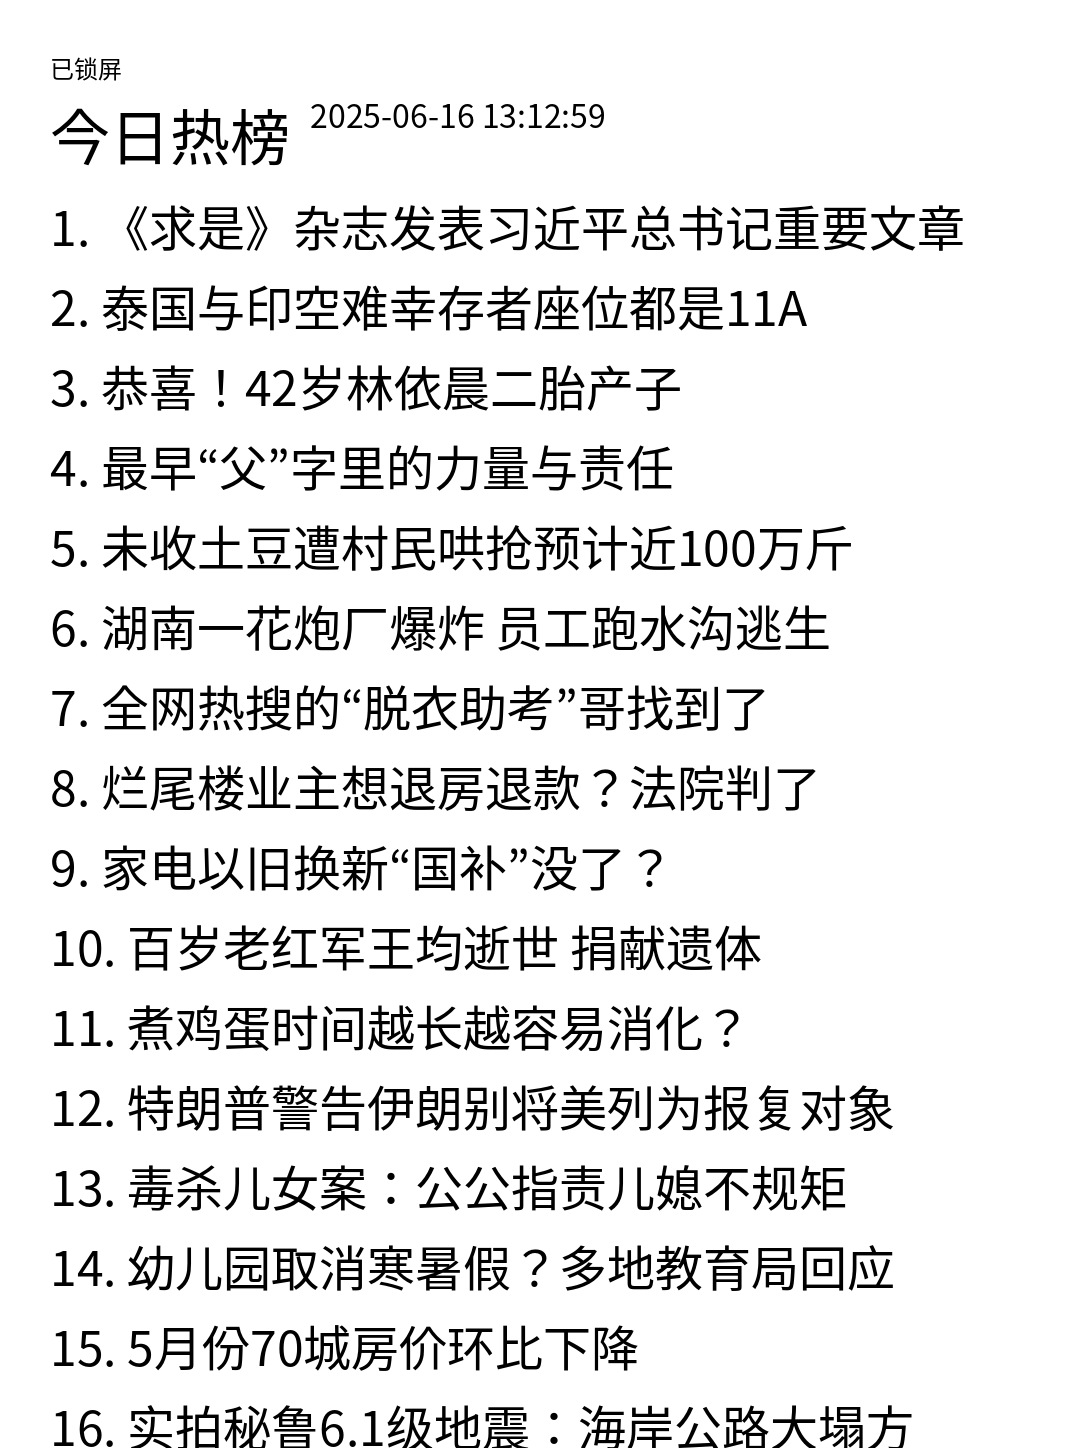 已锁屏
今日热榜 2025-06-16 13:12:59
1. 《求是》杂志发表习近平总书记重要文章
2. 泰国与印空难幸存者座位都是11A
3. 恭喜！42岁林依晨二胎产子
4. 最早“父”字里的力量与责任
5. 未收土豆遭村民哄抢预计近100万斤
6. 湖南一花炮厂爆炸 员工跑水沟逃生
7. 全网热搜的“脱衣助考”哥找到了
8. 烂尾楼业主想退房退款？法院判了
9. 家电以旧换新“国补”没了？
10. 百岁老红军王均逝世 捐献遗体
11. 煮鸡蛋时间越长越容易消化？
12. 特朗普警告伊朗别将美列为报复对象
13. 毒杀儿女案：公公指责儿媳不规矩
14. 幼儿园取消寒暑假？多地教育局回应
15. 5月份70城房价环比下降
16. 实拍秘鲁6.1级地震：海岸公路大塌方